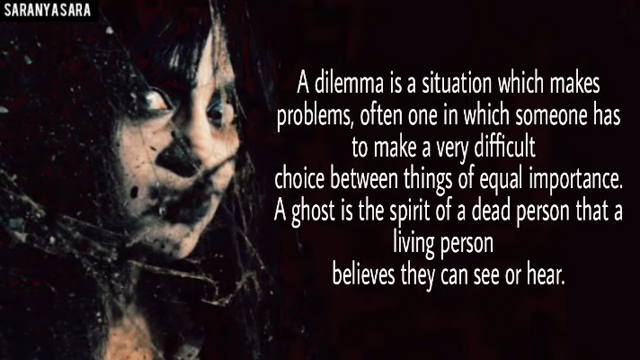 SARANYASARA
A dilemma is a situation which makes
problems, often one in which someone has
to make a very difficult
choice between things of equal importance.
A ghost is the spirit of a dead person that a
living person
believes they can see or hear.